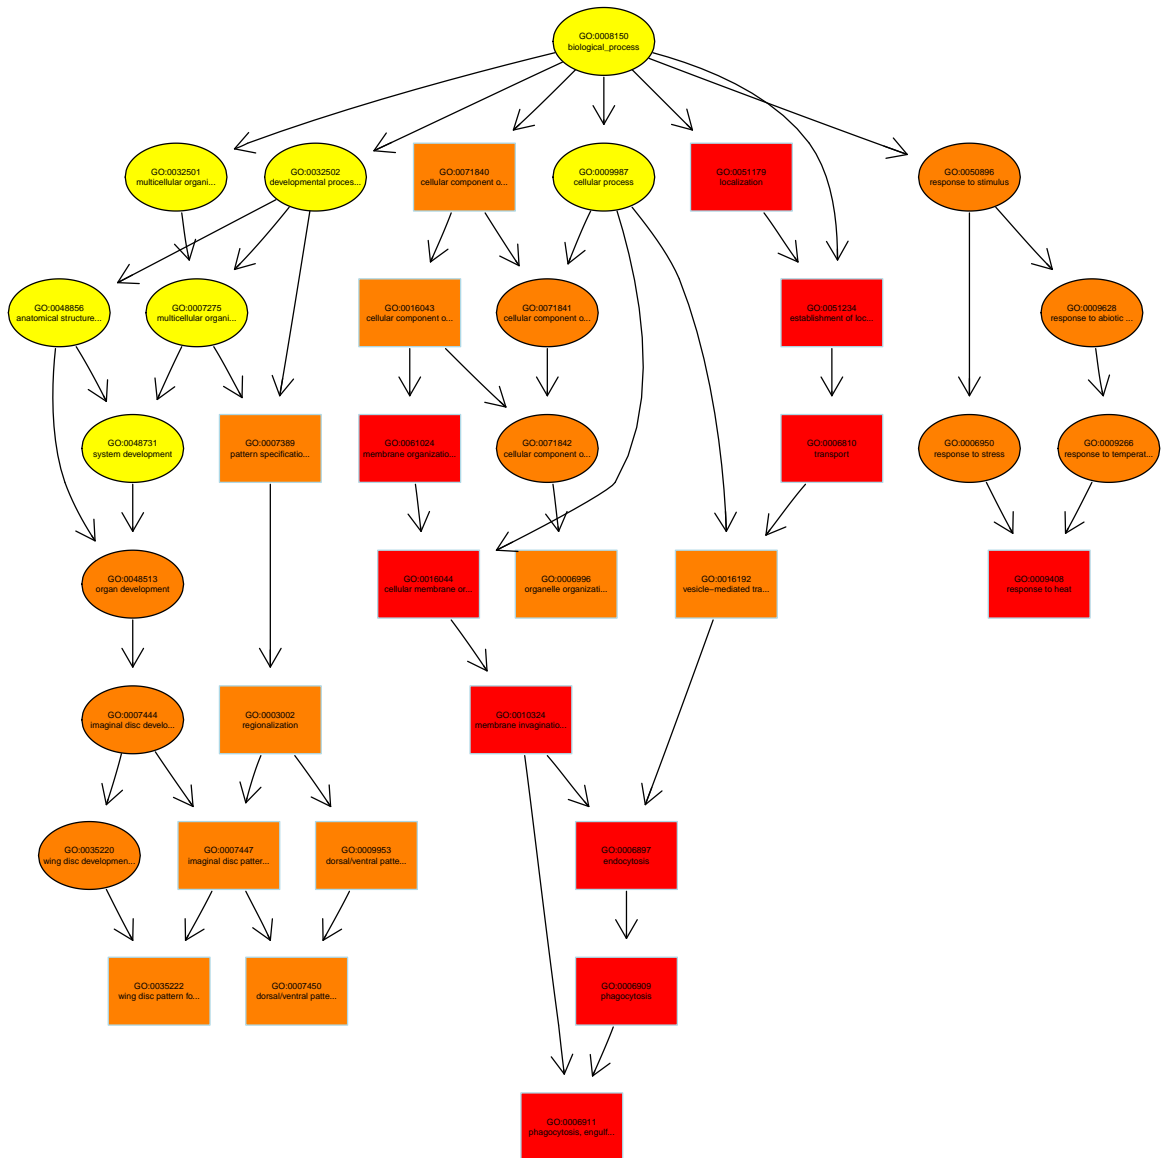 GO:0008150
biological_process
GO:0032501
multicellular organi...
GO:0032502
developmental proces...
GO:0071840
cellular component o...
GO:0009987
cellular process
GO:0051179
localization
GO:0050896
response to stimulus
GO:0048856
anatomical structure...
GO:0007275
multicellular organi...
GO:0016043
cellular component o...
GO:0071841
cellular component o...
GO:0051234
establishment of loc...
GO:0009628
response to abiotic ...
GO:0048731
system development
GO:0007389
pattern specificatio...
GO:0061024
membrane organizatio...
GO:0071842
cellular component o...
GO:0006810
transport
GO:0006950
response to stress
GO:0009266
response to temperat...
GO:0048513
organ development
GO:0016044
cellular membrane or...
GO:0006996
organelle organizati...
GO:0016192
vesicle−mediated tra...
GO:0009408
response to heat
GO:0007444
imaginal disc develo...
GO:0003002
regionalization
GO:0010324
membrane invaginatio...
GO:0035220
wing disc developmen...
GO:0007447
imaginal disc patter...
GO:0009953
dorsal/ventral patte...
GO:0006897
endocytosis
GO:0035222
wing disc pattern fo...
GO:0007450
dorsal/ventral patte...
GO:0006909
phagocytosis
GO:0006911
phagocytosis, engulf...